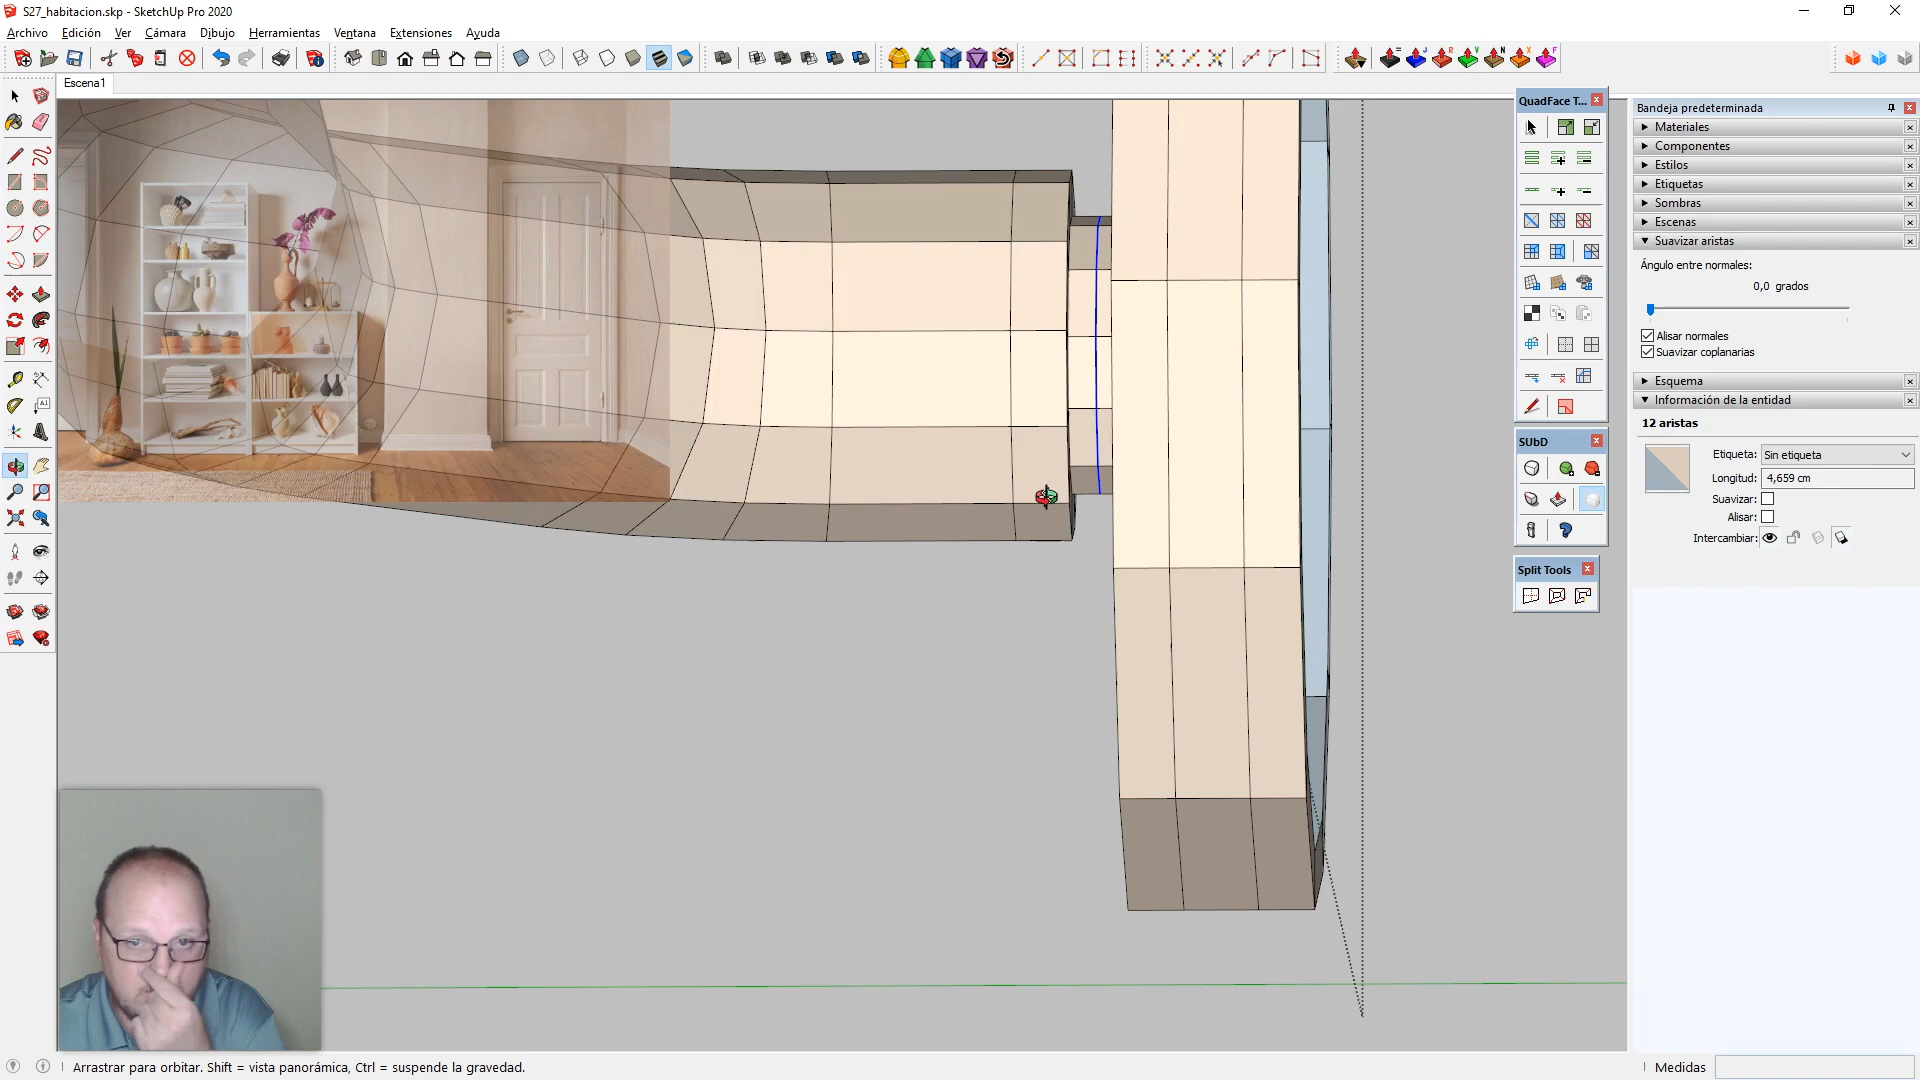 S27_habitacion.skp - SketchUp Pro 2020
Archivo Edición Ver Cámara Dibujo Herramientas Ventana Extensiones Ayuda
Escena1
QuadFace T...
Bandeja predeterminada
Materiales
Componentes
Estilos
Etiquetas
Sombras
Escenas
Suavizar aristas
Ángulo entre normales:
0,0 grados
Alisar normales
Suavizar coplanarias
Esquema
Información de la entidad
12 aristas
Etiqueta: Sin etiqueta
Longitud: 4,659 cm
Suavizar:
Alisar:
Intercambiar:
SUbD
Split Tools
Arrastrar para orbitar. Shift = vista panorámica, Ctrl = suspende la gravedad.
Medidas